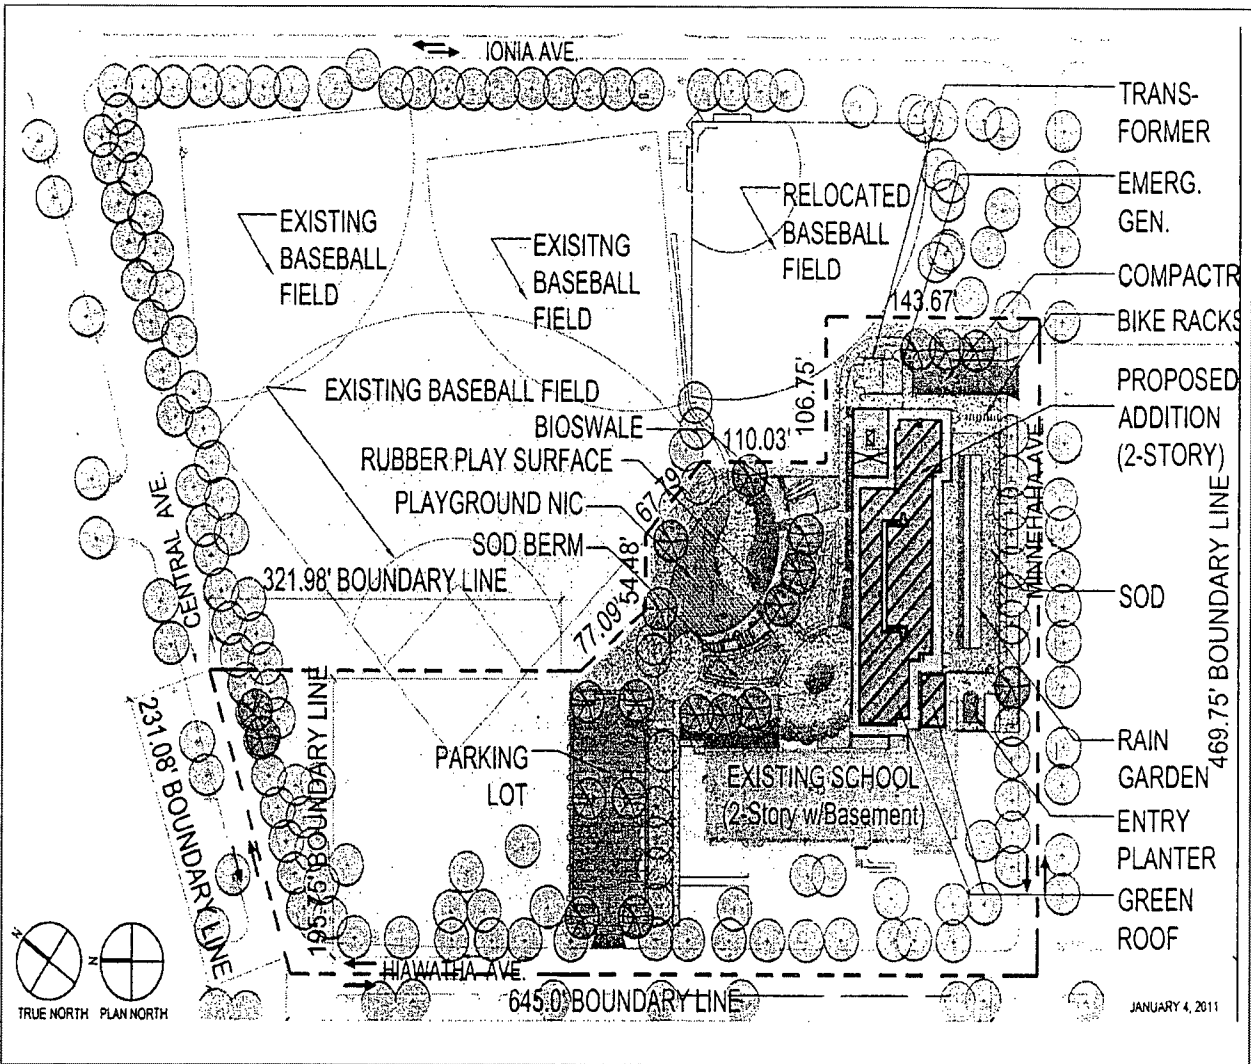 IONIA AVE.
TRANS-
FORMER
EMERG.
GEN.
COMPACTR
BIKE RACKS
PROPOSED
ADDITION
(2-STORY)
EXISTING
BASEBALL
FIELD
EXISITNG
BASEBALL
FIELD
RELOCATED
BASEBALL
FIELD
143.67'
106.75'
110.03'
EXISTING BASEBALL FIELD
BIOSWALE
RUBBER PLAY SURFACE
67.79'
PLAYGROUND NIC
SOD BERM
54.48'
321.98' BOUNDARY LINE
77.09'
CENTRAL AVE.
MINNEHAHA AVE.
469.75' BOUNDARY LINE
SOD
231.08' BOUNDARY LINE
195.75' BOUNDARY LINE
PARKING
LOT
EXISTING SCHOOL
(2-Story w/Basement)
RAIN
GARDEN
ENTRY
PLANTER
GREEN
ROOF
HIAWATHA AVE.
645.0' BOUNDARY LINE
N
N
TRUE NORTH
PLAN NORTH
JANUARY 4, 2011